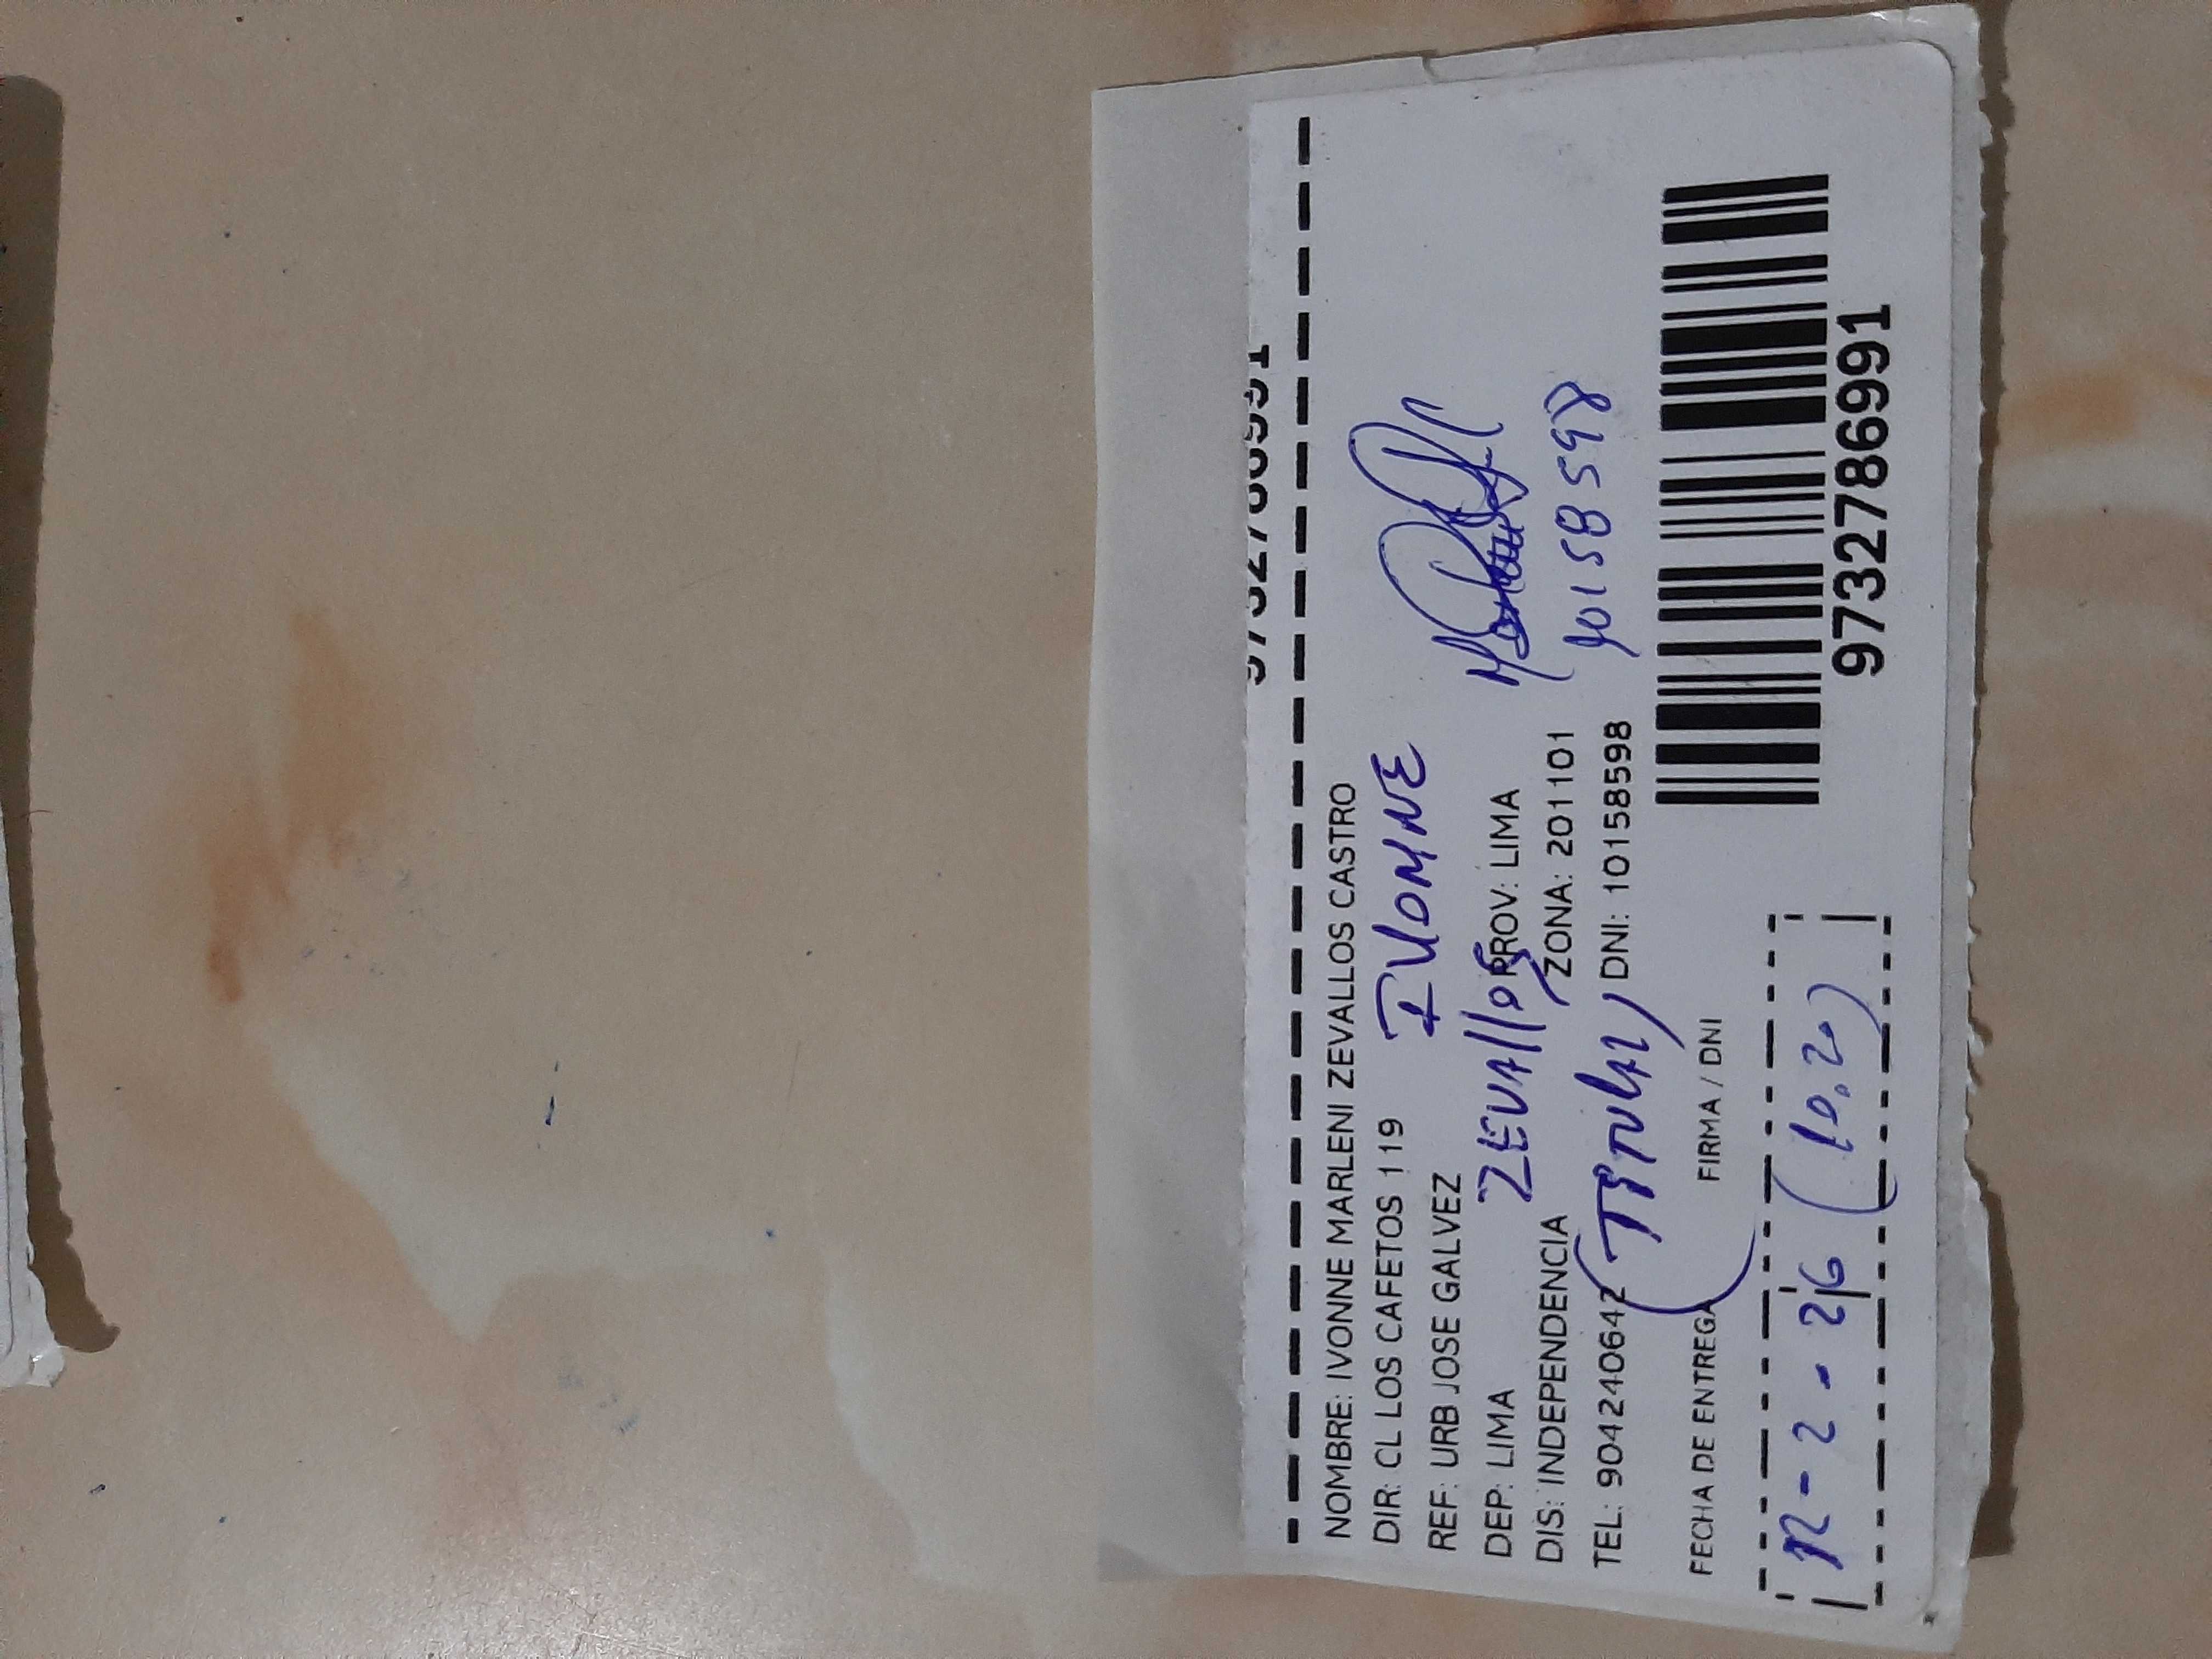 NOMBRE: IVONNE MARLENI ZEVALLOS CASTRO
DIR: CL LOS CAFETOS 119
IVONNE
REF: URB JOSE GALVEZ
ZEVAllos
DEP: LIMA PROV: LIMA
DIS: INDEPENDENCIA ZONA: 201101
10158598
TEL: 904240642 DNI: 10158598
(TITULAR)
FECHA DE ENTREGA FIRMA / DNI
12-2-26 (10.20)
9732786991